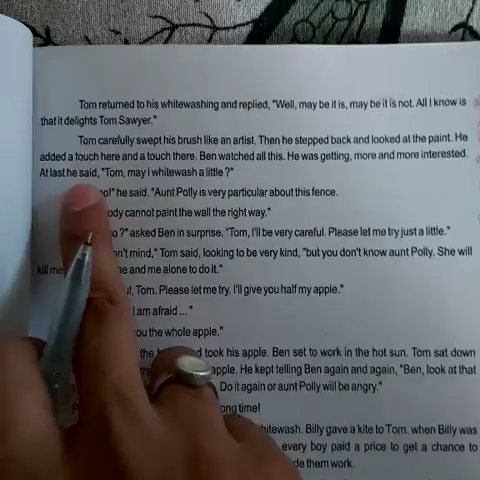 Tom returned to his whitewashing and replied, "Well, may be it is, may be it is not. All I know is
that it delights Tom Sawyer."
Tom carefully swept his brush like an artist. Then he stepped back and looked at the paint. He
added a touch here and a touch there. Ben watched all this. He was getting, more and more interested.
At last he said, "Tom, may I whitewash a little ?"
no!" he said. "Aunt Polly is very particular about this fence.
cannot paint the wall the right way."
asked Ben in surprise. "Tom, I'll be very careful. Please let me try just a little."
mind," Tom said, looking to be very kind, "but you don't know aunt Polly. She will
kill me and me alone to do it."
Tom. Please let me try. I'll give you half my apple."
I am afraid ... "
you the whole apple."
the took his apple. Ben set to work in the hot sun. Tom sat down
apple. He kept telling Ben again and again, "Ben, look at that
Do it again or aunt Polly will be angry."
long time!
whitewash. Billy gave a kite to Tom. when Billy was
every boy paid a price to get a chance to
them work.